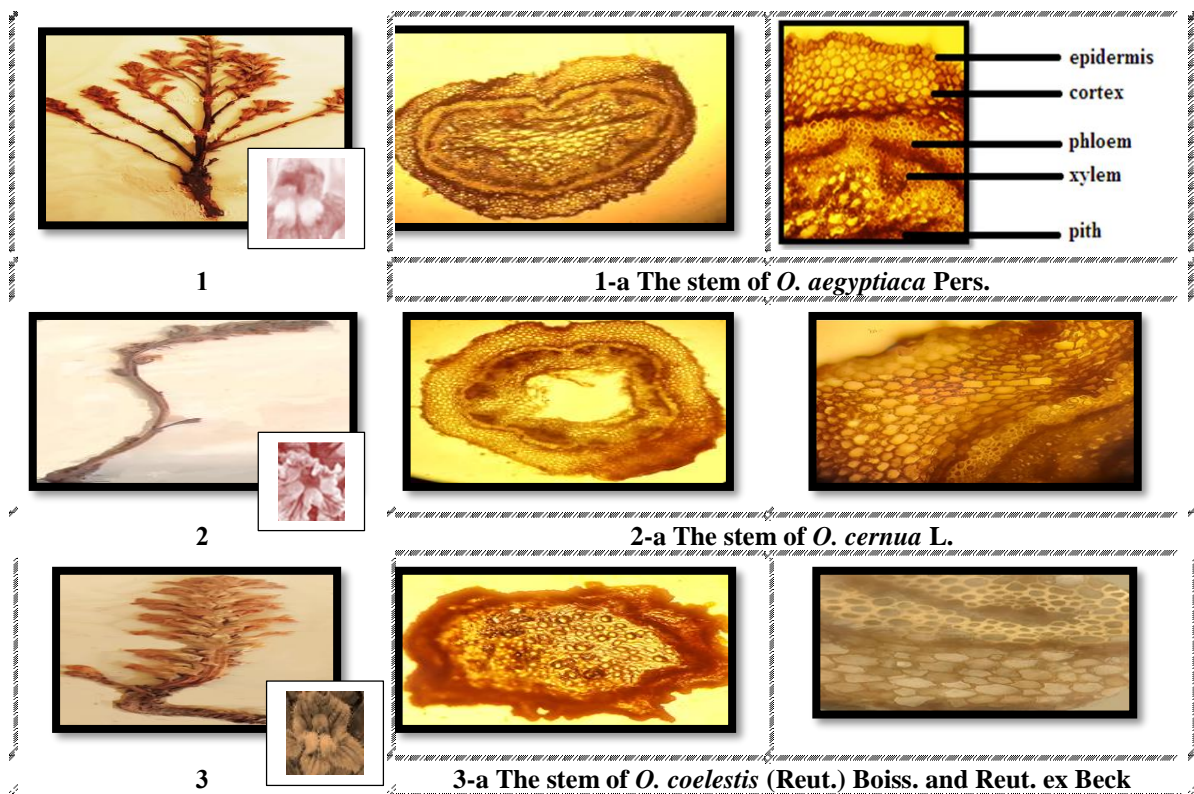 epidermis
cortex
phloem
xylem
pith
1
1-a The stem of O. aegyptiaca Pers.
2
2-a The stem of O. cernua L.
3
3-a The stem of O. coelestis (Reut.) Boiss. and Reut. ex Beck